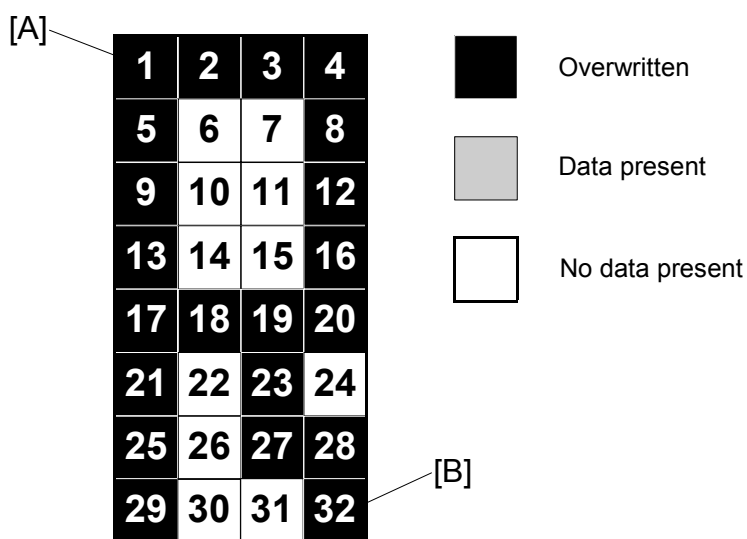 [A]
1 2 3 4
5 6 7 8
9 10 11 12
13 14 15 16
17 18 19 20
21 22 23 24
25 26 27 28
29 30 31 32
[B]
Overwritten
Data present
No data present